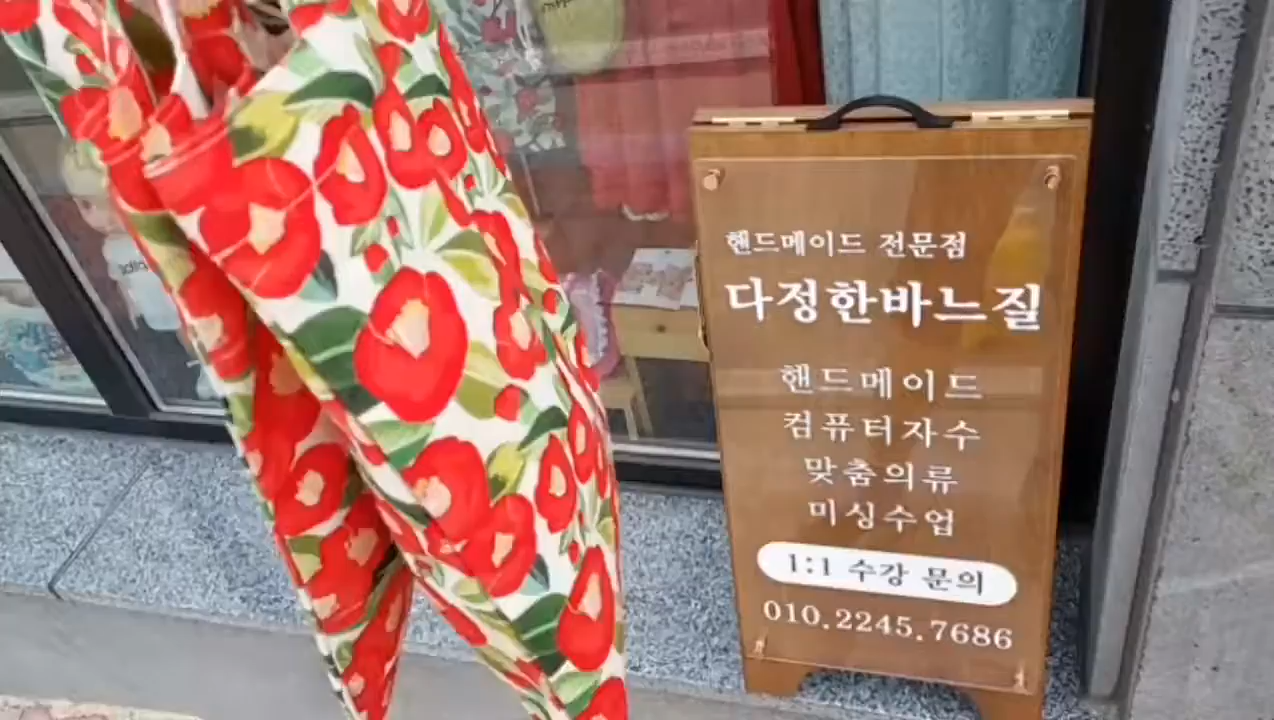 핸드메이드 전문점
다정한바느질
핸드메이드
컴퓨터자수
맞춤의류
미싱수업
1:1 수강 문의
010.2245.7686